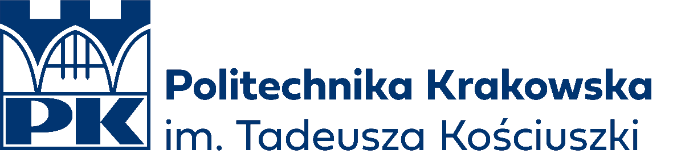 PK
Politechnika Krakowska
im. Tadeusza Kościuszki